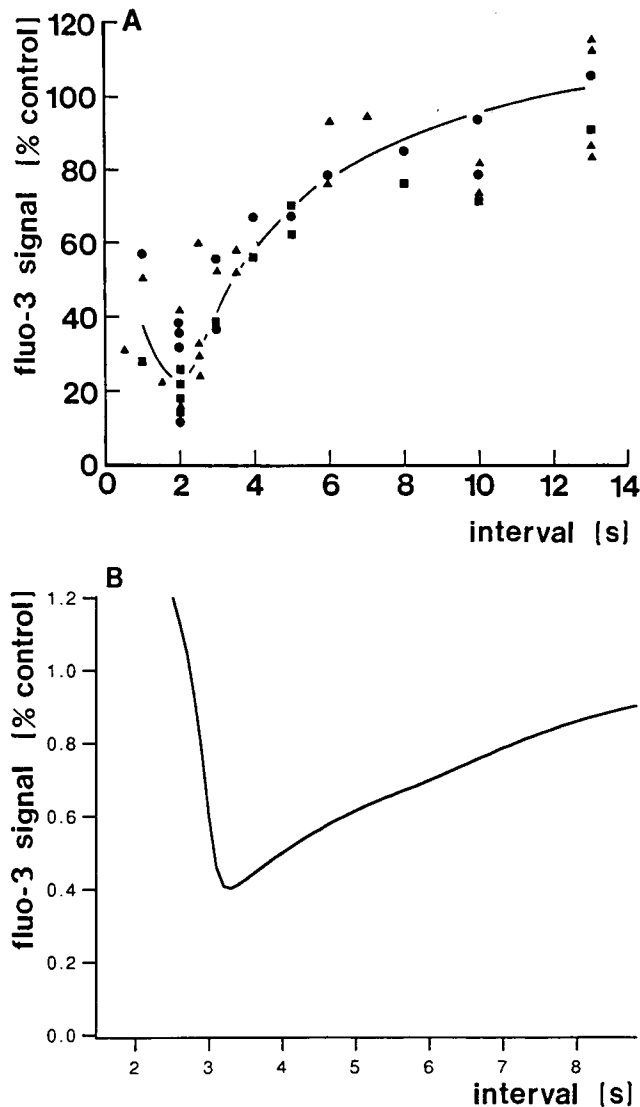 A
fluo-3 signal [% control]
120
100
80
60
40
20
0
0 2 4 6 8 10 12 14
interval [s]
B
fluo-3 signal [% control]
1.2
1.0
0.8
0.6
0.4
0.2
0.0
2 3 4 5 6 7 8
interval [s]